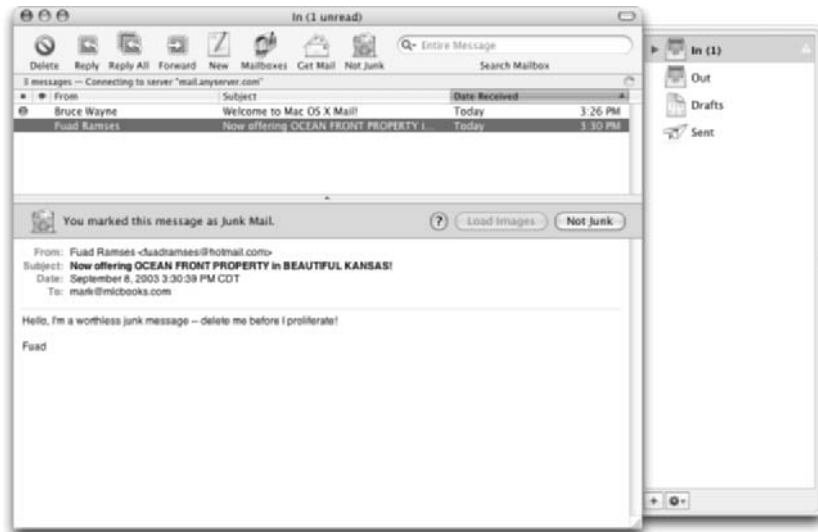 In (1 unread)
Delete Reply Reply All Forward New Mailboxes Get Mail Not Junk Search Mailbox
Entire Message
3 messages — Connecting to server "mail.anyserver.com"
From Subject Date Received
Bruce Wayne Welcome to Mac OS X Mail! Today 3:26 PM
Fuad Ramses Now offering OCEAN FRONT PROPERTY i... Today 3:30 PM
You marked this message as Junk Mail. ? Load Images Not Junk
From: Fuad Ramses <fuadramses@hotmail.com>
Subject: Now offering OCEAN FRONT PROPERTY in BEAUTIFUL KANSAS!
Date: September 8, 2003 3:30:39 PM CDT
To: mark@mlcbooks.com
Hello, I'm a worthless junk message -- delete me before I proliferate!
Fuad
In (1)
Out
Drafts
Sent